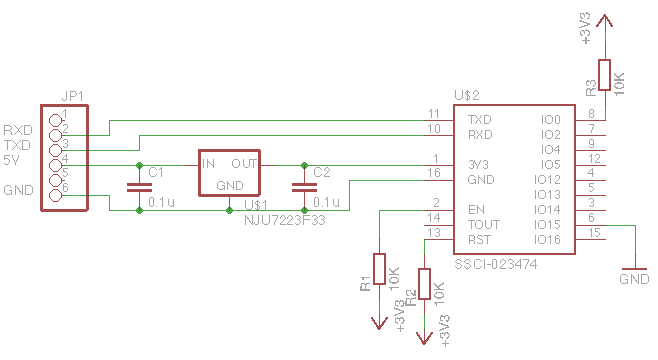 +3V3
R3
10K
JP1
1
2
3
4
5
6
RXD
TXD
5V
GND
C1
0.1u
IN
OUT
GND
U$1
NJU7223F33
C2
0.1u
U$2
11
10
1
16
2
14
13
TXD
RXD
3V3
GND
EN
TOUT
RST
IO0
IO2
IO4
IO5
IO12
IO13
IO14
IO15
IO16
8
7
9
12
4
5
3
6
15
SSCI-023474
GND
R1
10K
+3V3
R2
10K
+3V3